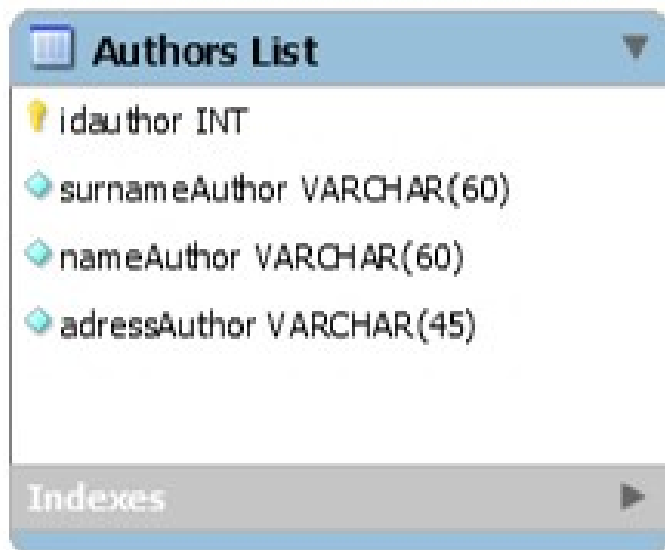 Authors List
idauthor INT
surnameAuthor VARCHAR(60)
nameAuthor VARCHAR(60)
adressAuthor VARCHAR(45)
Indexes